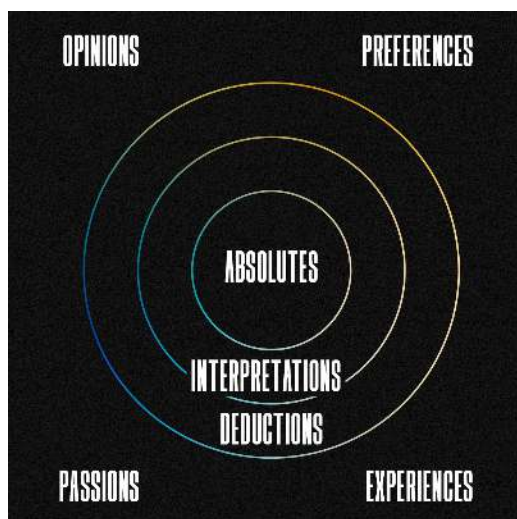 OPINIONS
PREFERENCES
ABSOLUTES
INTERPRETATIONS
DEDUCTIONS
PASSIONS
EXPERIENCES